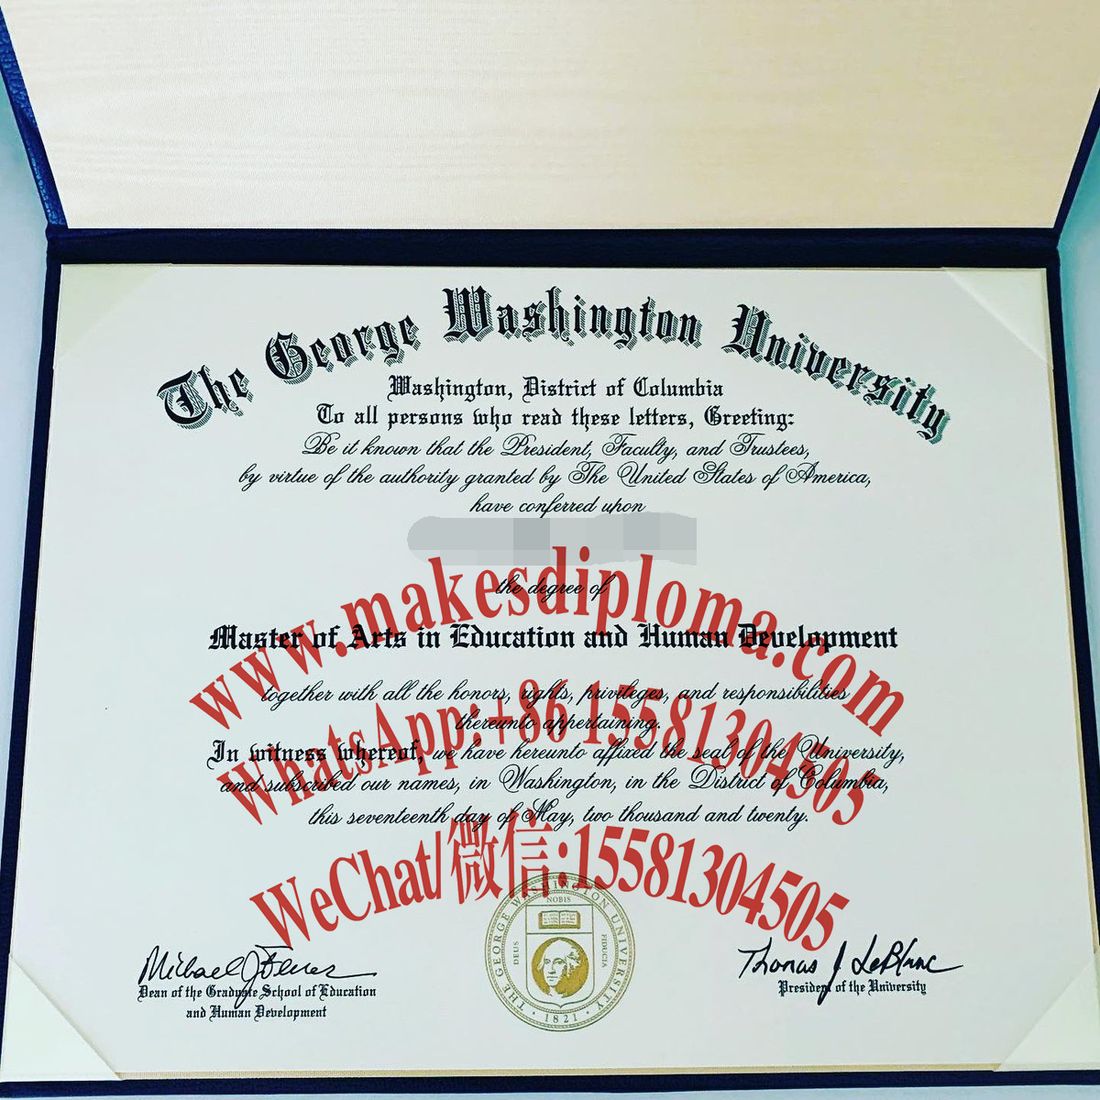 The George Washington University
Washington, District of Columbia
To all persons who read these letters, Greeting:
Be it known that the President, Faculty, and Trustees,
by virtue of the authority granted by The United States of America,
have conferred upon
the degree of
www.makesdiploma.com
Master of Arts in Education and Human Development
together with all the honors, rights, privileges, and responsibilities
thereunto appertaining.
WhatsApp:+86 15581304505
In witness whereof, we have hereunto affixed the seal of the University,
and subscribed our names, in Washington, in the District of Columbia,
this seventeenth day of May, two thousand and twenty.
WeChat/微信:15581304505
THE GEORGE WASHINGTON UNIVERSITY
DEUS NOBIS FIDUCIA
· 1821 ·
Michael J Feuer
Dean of the Graduate School of Education
and Human Development
Thomas J. LeBlanc
President of the University